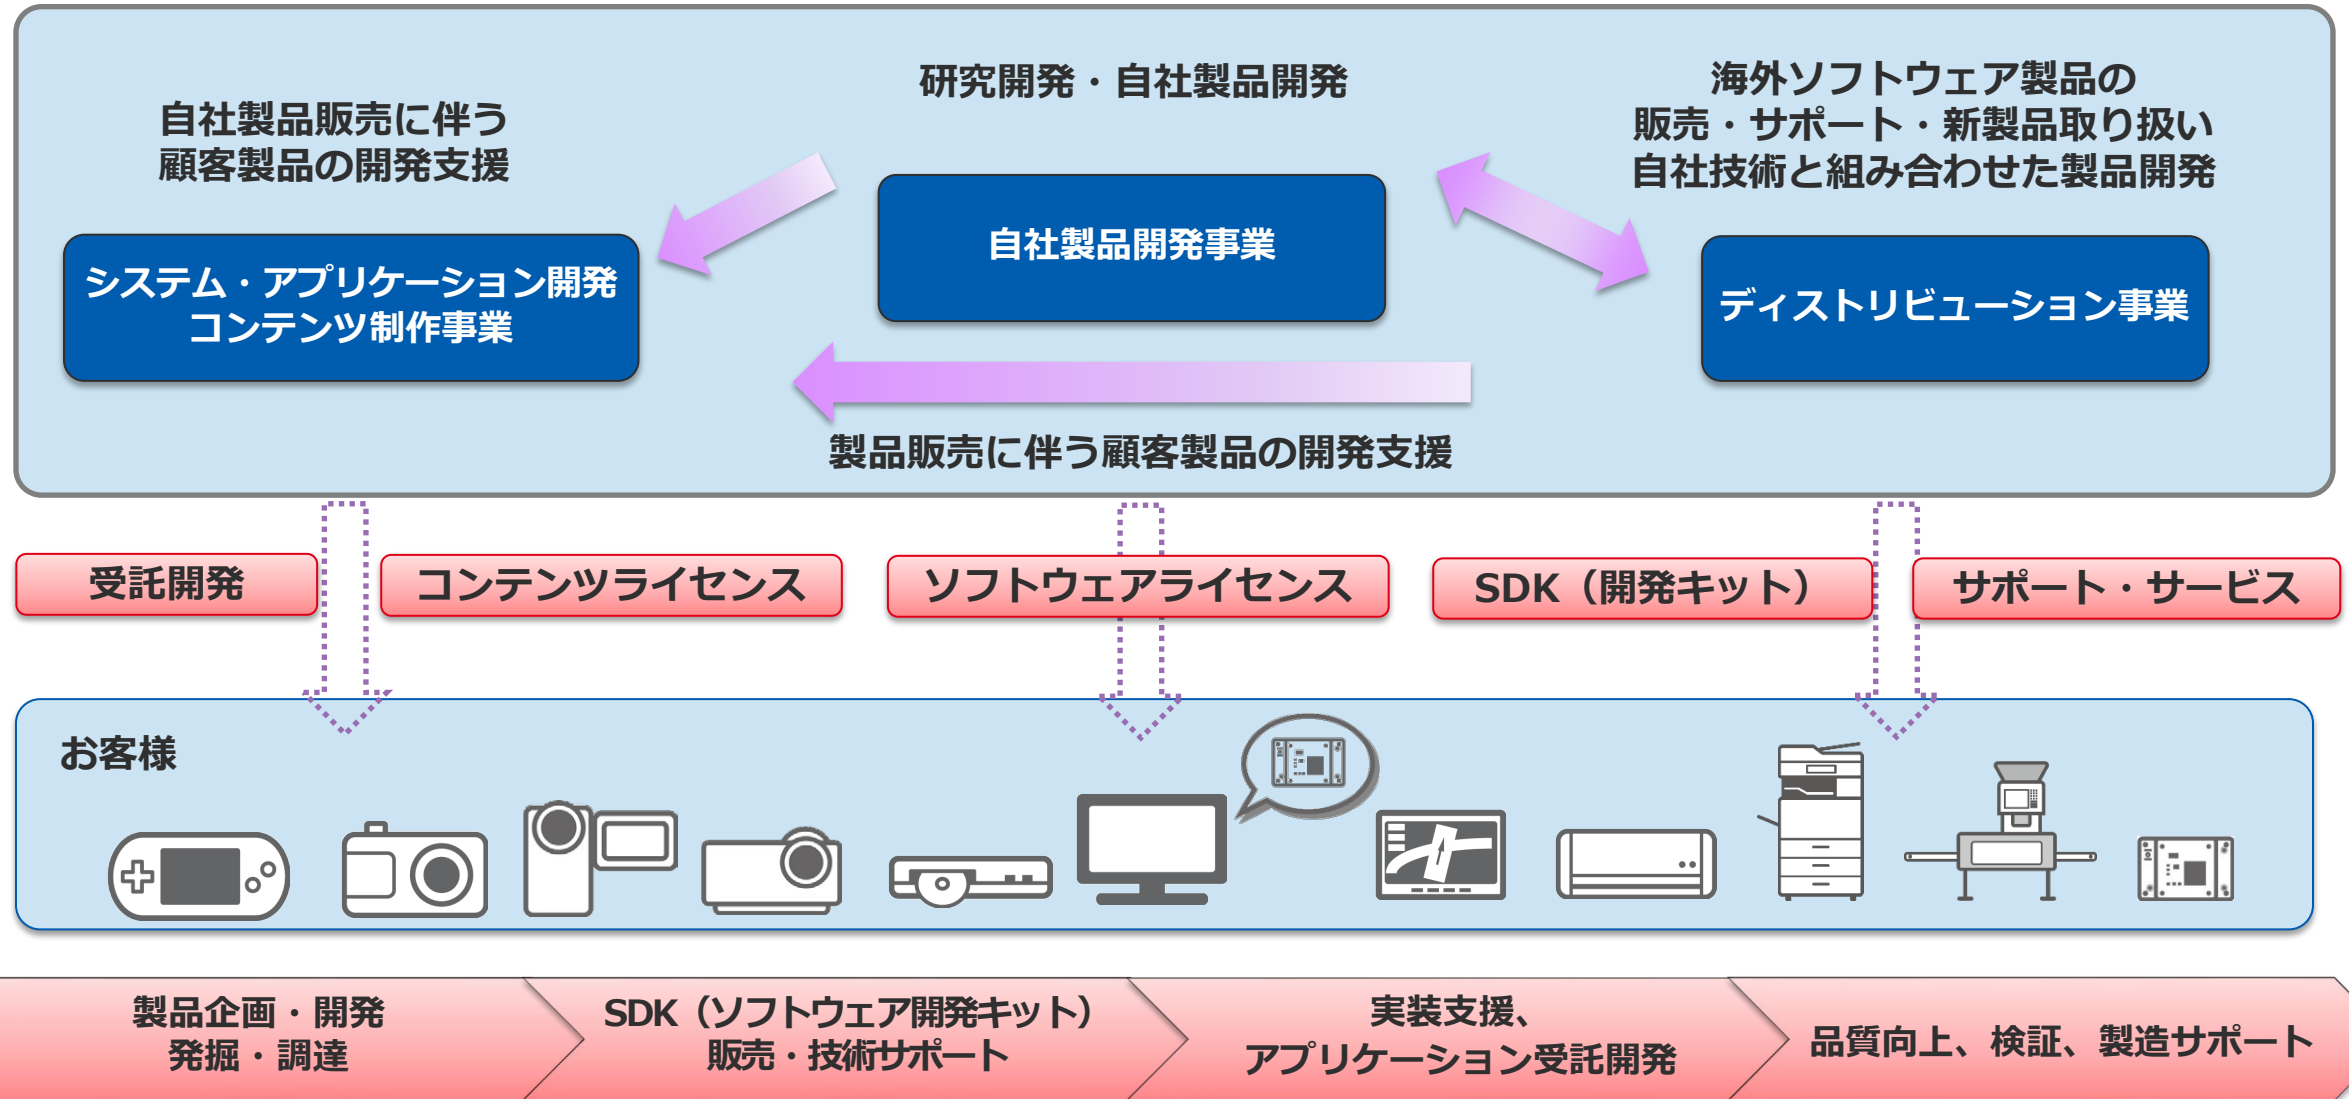 研究開発・自社製品開発
自社製品販売に伴う
顧客製品の開発支援
海外ソフトウェア製品の
販売・サポート・新製品取り扱い
自社技術と組み合わせた製品開発
システム・アプリケーション開発
コンテンツ制作事業
自社製品開発事業
ディストリビューション事業
製品販売に伴う顧客製品の開発支援
受託開発
コンテンツライセンス
ソフトウェアライセンス
SDK（開発キット）
サポート・サービス
お客様
製品企画・開発
発掘・調達
SDK（ソフトウェア開発キット）
販売・技術サポート
実装支援、
アプリケーション受託開発
品質向上、検証、製造サポート